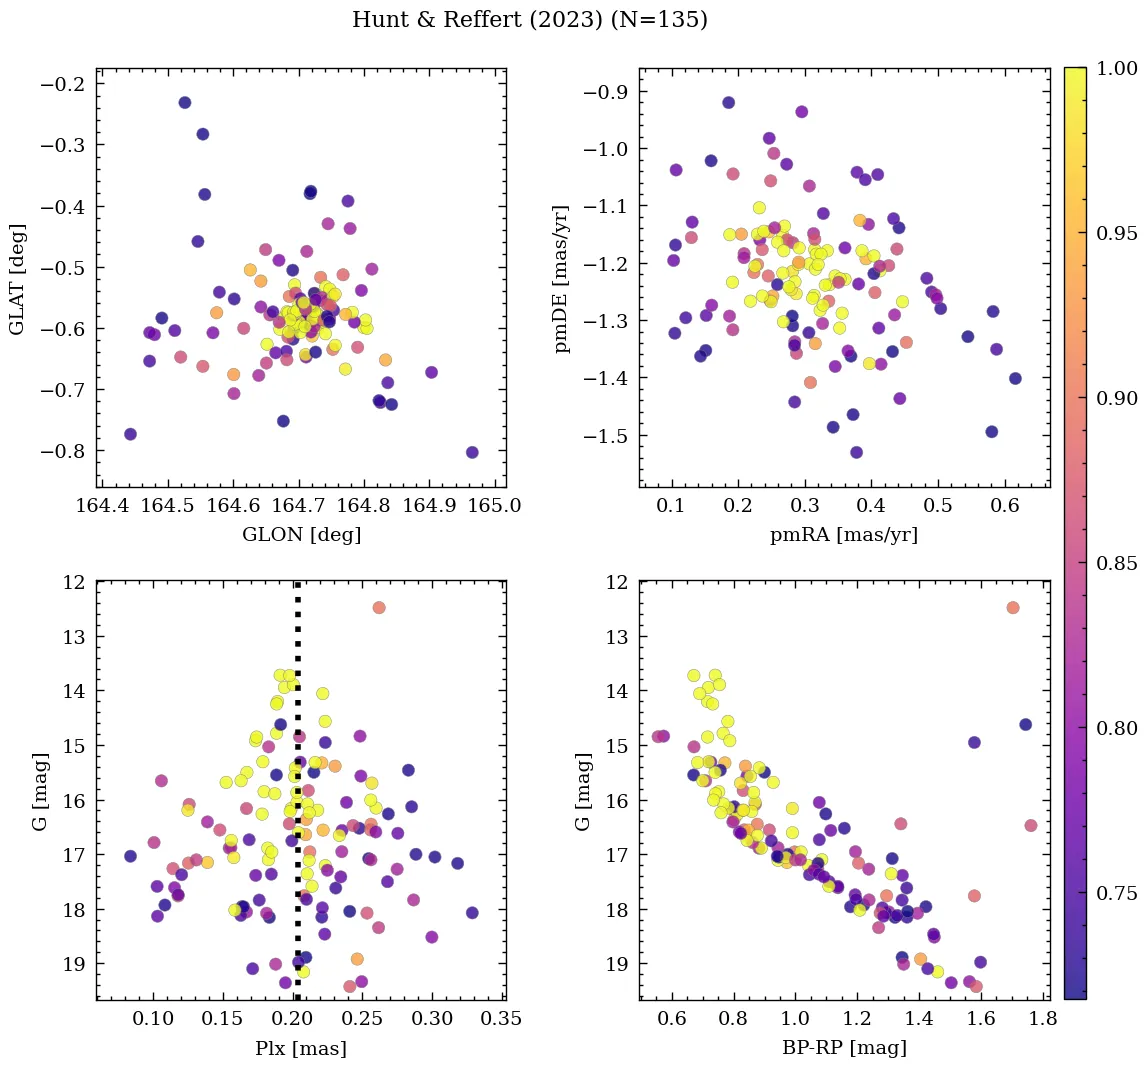 Hunt & Reffert (2023) (N=135)
−0.2
−0.3
−0.4
−0.5
−0.6
−0.7
−0.8
GLAT [deg]
164.4 164.5 164.6 164.7 164.8 164.9 165.0
GLON [deg]
−0.9
−1.0
−1.1
−1.2
−1.3
−1.4
−1.5
pmDE [mas/yr]
0.1 0.2 0.3 0.4 0.5 0.6
pmRA [mas/yr]
1.00
0.95
0.90
0.85
0.80
0.75
12
13
14
15
16
17
18
19
G [mag]
0.10 0.15 0.20 0.25 0.30 0.35
Plx [mas]
12
13
14
15
16
17
18
19
G [mag]
0.6 0.8 1.0 1.2 1.4 1.6 1.8
BP-RP [mag]